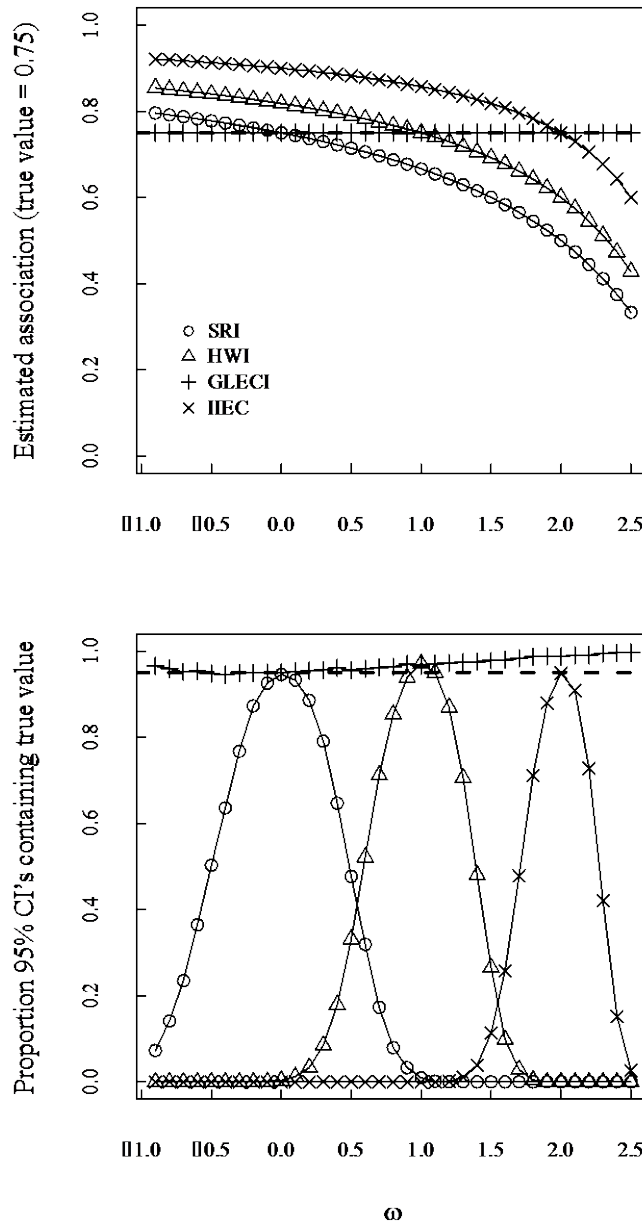 Estimated association (true value = 0.75)
1.0
0.8
0.6
0.4
0.2
0.0
SRI
HWI
GLECI
IIEC
▯1.0 ▯0.5 0.0 0.5 1.0 1.5 2.0 2.5
Proportion 95% CI's containing true value
1.0
0.8
0.6
0.4
0.2
0.0
▯1.0 ▯0.5 0.0 0.5 1.0 1.5 2.0 2.5
ω